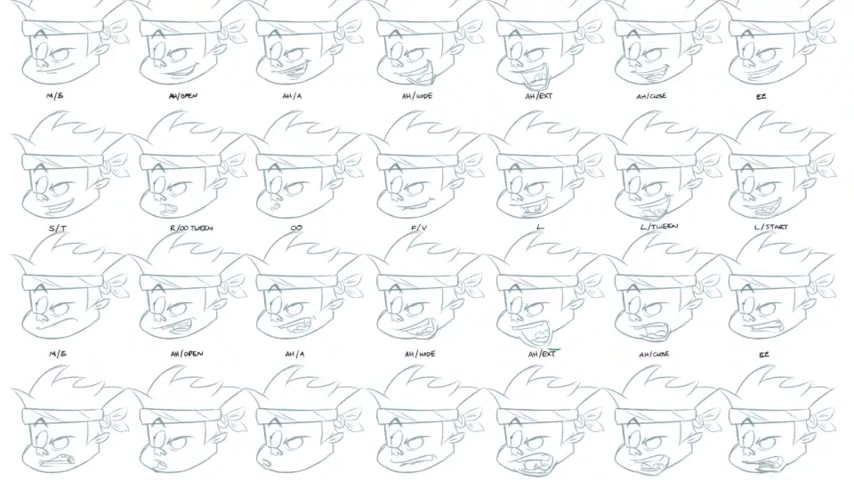 M/B
AH/OPEN
AH/A
AH/WIDE
AH/EXT
AH/CLOSE
EE
S/T
R/OO TWEEN
OO
F/V
L
L/TWEEN
L/START
M/B
AH/OPEN
AH/A
AH/WIDE
AH/EXT
AH/CLOSE
EE